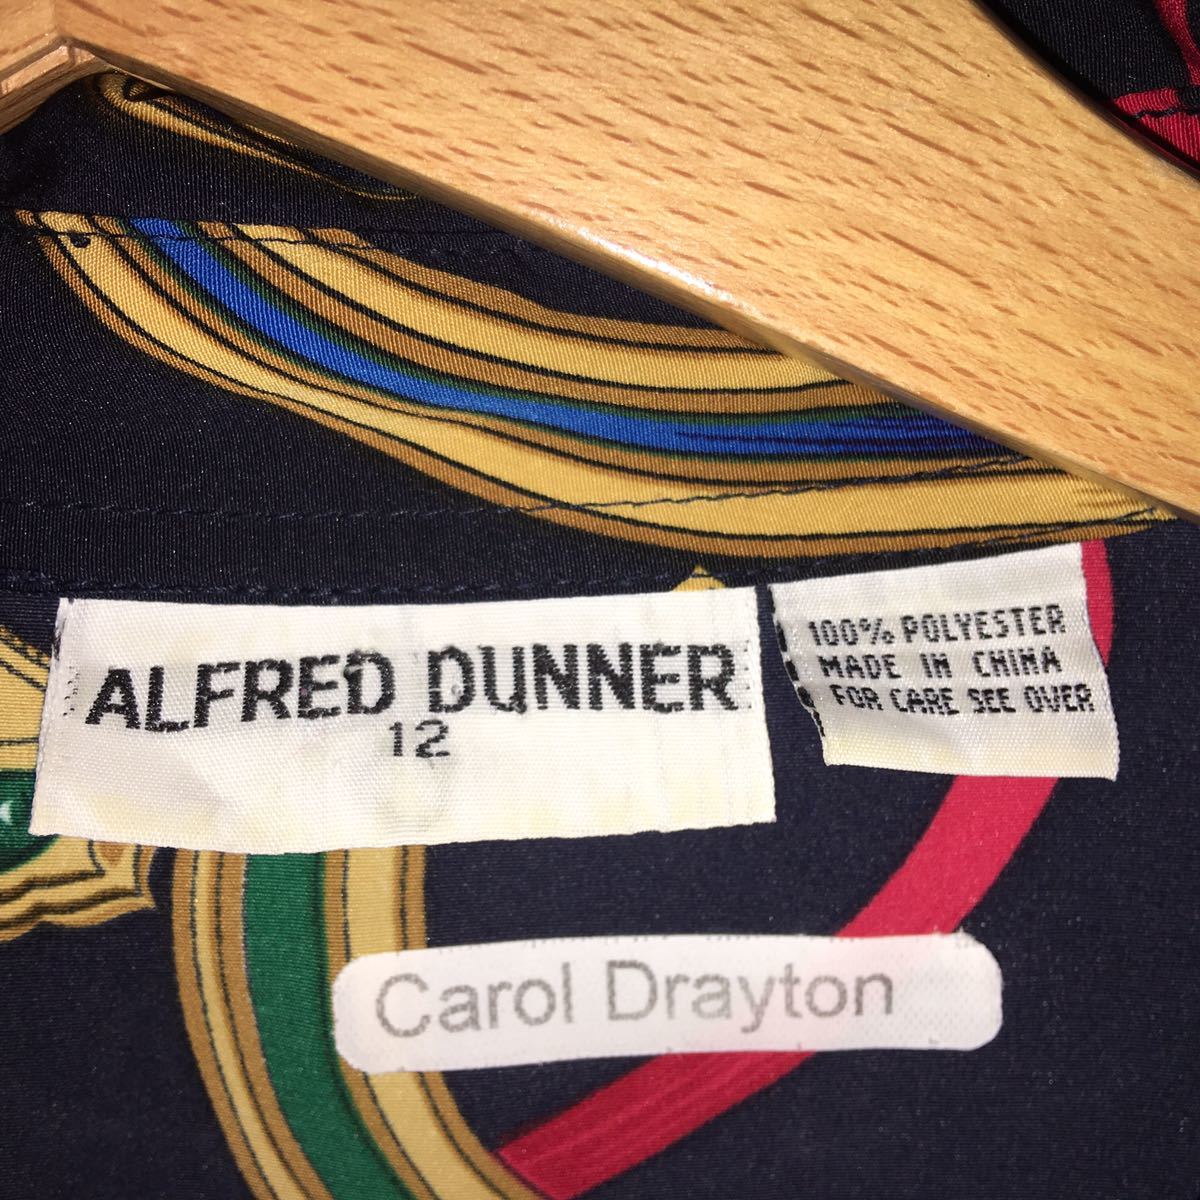 ALFRED DUNNER
12
100% POLYESTER
MADE IN CHINA
FOR CARE SEE OVER
Carol Drayton